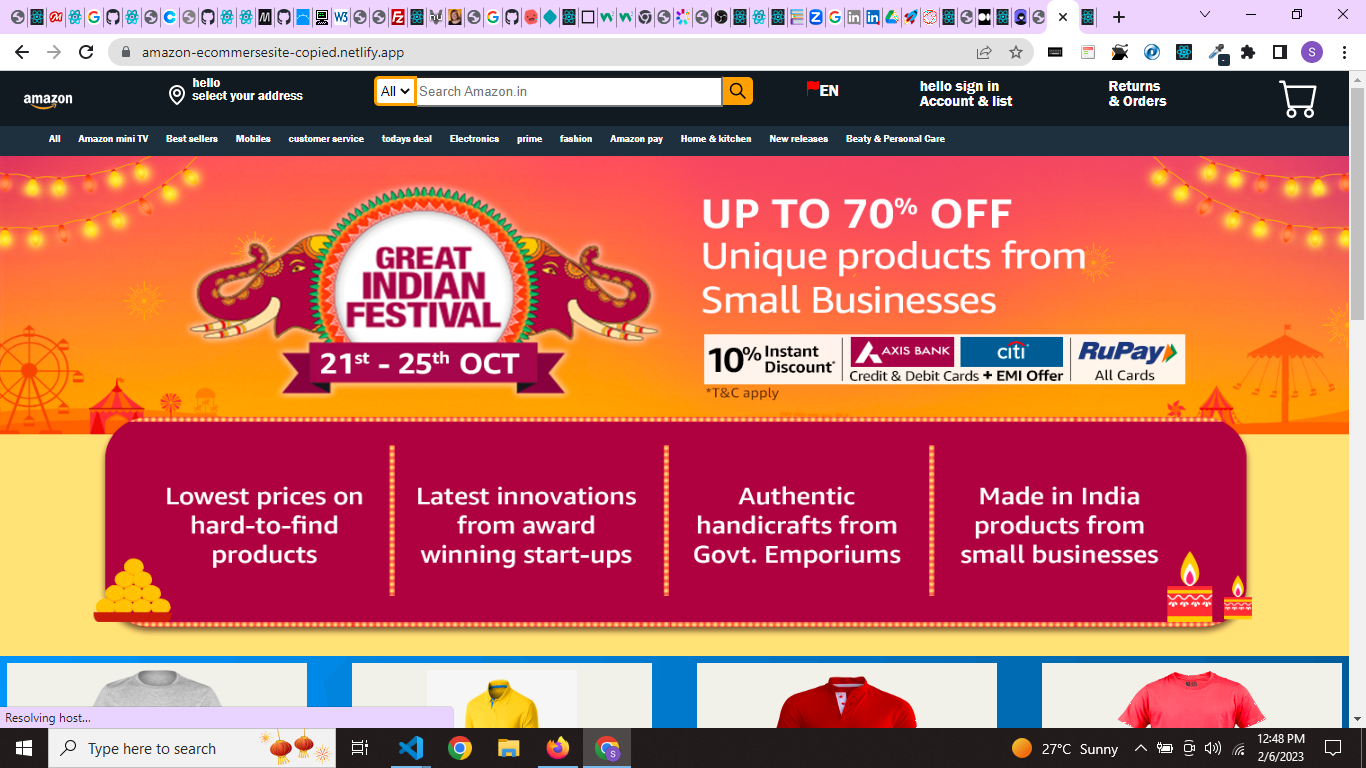 amazon-ecommersesite-copied.netlify.app
S
amazon
hello
select your address
All
Search Amazon.in
EN
hello sign in
Account & list
Returns
& Orders
All Amazon mini TV Best sellers Mobiles customer service todays deal Electronics prime fashion Amazon pay Home & kitchen New releases Beaty & Personal Care
GREAT
INDIAN
FESTIVAL
21st - 25th OCT
UP TO 70% OFF
Unique products from
Small Businesses
10% Instant
Discount*
AXIS BANK
citi
Credit & Debit Cards + EMI Offer
RuPay
All Cards
*T&C apply
Lowest prices on
hard-to-find
products
Latest innovations
from award
winning start-ups
Authentic
handicrafts from
Govt. Emporiums
Made in India
products from
small businesses
Resolving host...
Type here to search
S
27°C Sunny
12:48 PM
2/6/2023